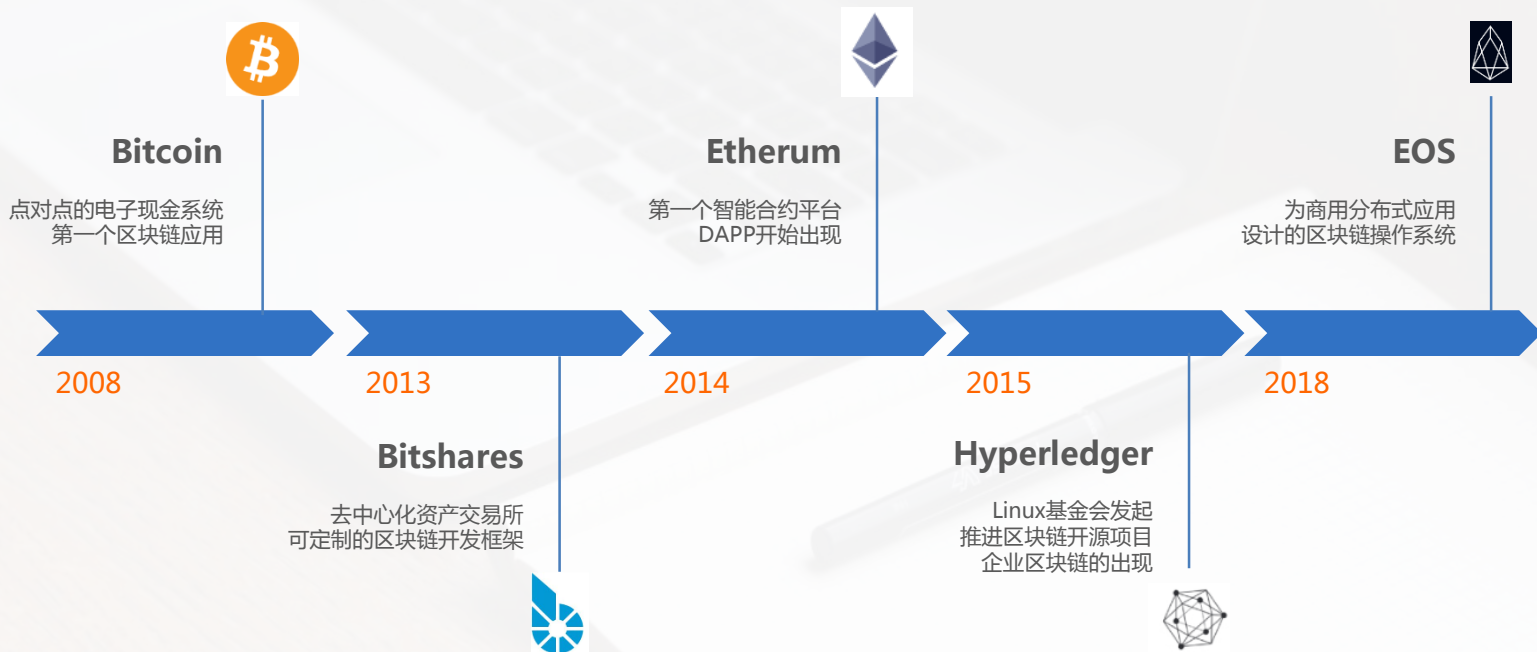 Bitcoin
点对点的电子现金系统
第一个区块链应用
Etherum
第一个智能合约平台
DAPP开始出现
EOS
为商用分布式应用
设计的区块链操作系统
2008
2013
2014
2015
2018
Bitshares
去中心化资产交易所
可定制的区块链开发框架
Hyperledger
Linux基金会发起
推进区块链开源项目
企业区块链的出现